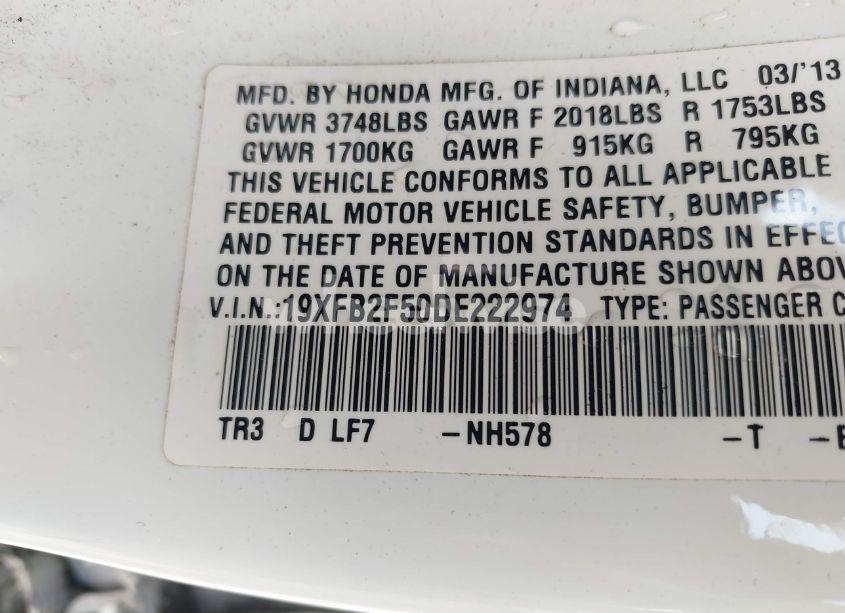 MFD. BY HONDA MFG. OF INDIANA, LLC 03/'13
GVWR 3748LBS GAWR F 2018LBS R 1753LBS
GVWR 1700KG GAWR F 915KG R 795KG
THIS VEHICLE CONFORMS TO ALL APPLICABLE
FEDERAL MOTOR VEHICLE SAFETY, BUMPER,
AND THEFT PREVENTION STANDARDS IN EFFEC
ON THE DATE OF MANUFACTURE SHOWN ABOV
V.I.N.:19XFB2F50DE222974 TYPE: PASSENGER C
TR3 D LF7 -NH578 -T -E